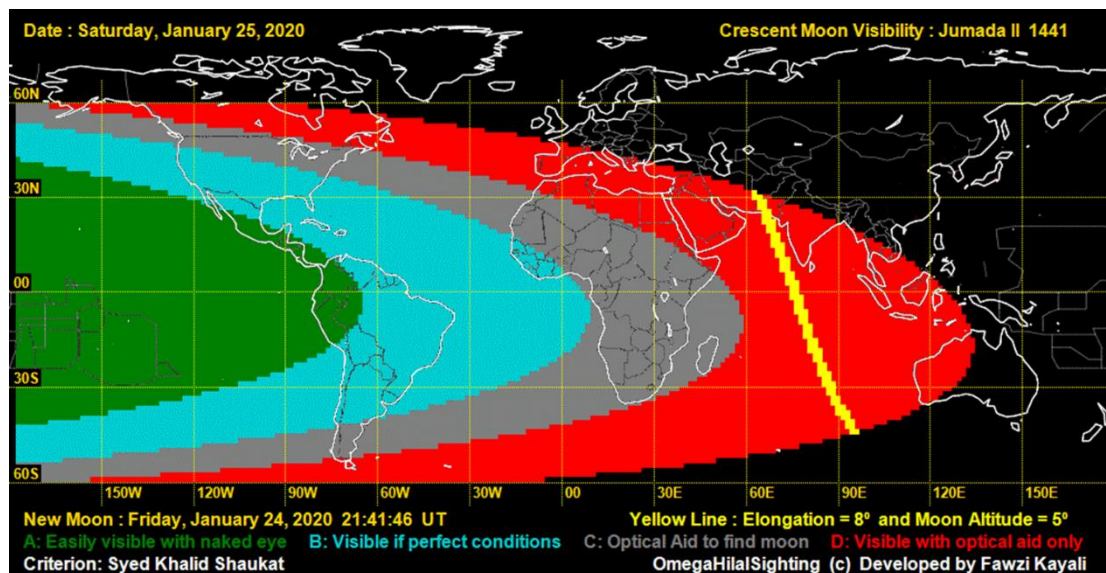 Date : Saturday, January 25, 2020
Crescent Moon Visibility : Jumada II 1441
60N
30N
00
30S
60S
150W 120W 90W 60W 30W 00 30E 60E 90E 120E 150E
New Moon : Friday, January 24, 2020 21:41:46 UT
Yellow Line : Elongation = 8º and Moon Altitude = 5º
A: Easily visible with naked eye B: Visible if perfect conditions C: Optical Aid to find moon D: Visible with optical aid only
Criterion: Syed Khalid Shaukat
OmegaHilalSighting (c) Developed by Fawzi Kayali